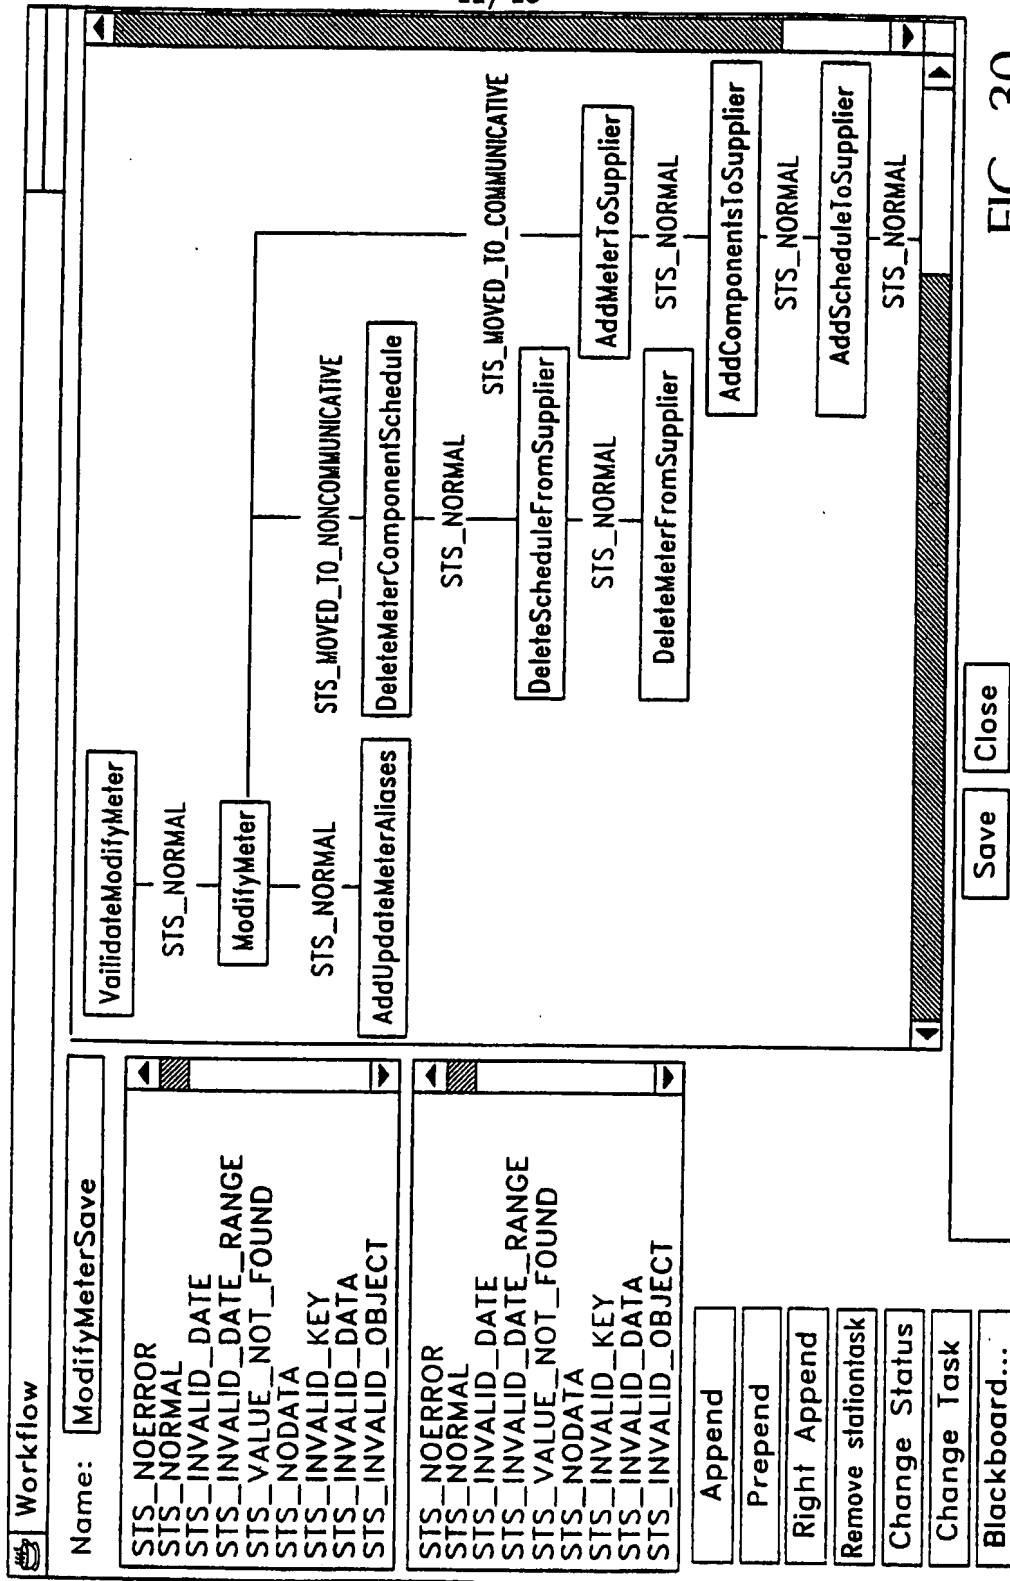 Workflow
Name: ModifyMeterSave
STS_NOERROR
STS_NORMAL
STS_INVALID_DATE
STS_INVALID_DATE_RANGE
STS_VALUE_NOT_FOUND
STS_NODATA
STS_INVALID_KEY
STS_INVALID_DATA
STS_INVALID_OBJECT
STS_NOERROR
STS_NORMAL
STS_INVALID_DATE
STS_INVALID_DATE_RANGE
STS_VALUE_NOT_FOUND
STS_NODATA
STS_INVALID_KEY
STS_INVALID_DATA
STS_INVALID_OBJECT
Append
Prepend
Right Append
Remove stationtask
Change Status
Change Task
Blackboard...
VailidateModifyMeter
STS_NORMAL
ModifyMeter
STS_NORMAL
AddUpdateMeterAliases
STS_MOVED_TO_NONCOMMUNICATIVE
DeleteMeterComponentSchedule
STS_NORMAL
DeleteScheduleFromSupplier
STS_NORMAL
DeleteMeterFromSupplier
STS_MOVED_TO_COMMUNICATIVE
AddMeterToSupplier
STS_NORMAL
AddComponentsToSupplier
STS_NORMAL
AddScheduleToSupplier
STS_NORMAL
Save Close